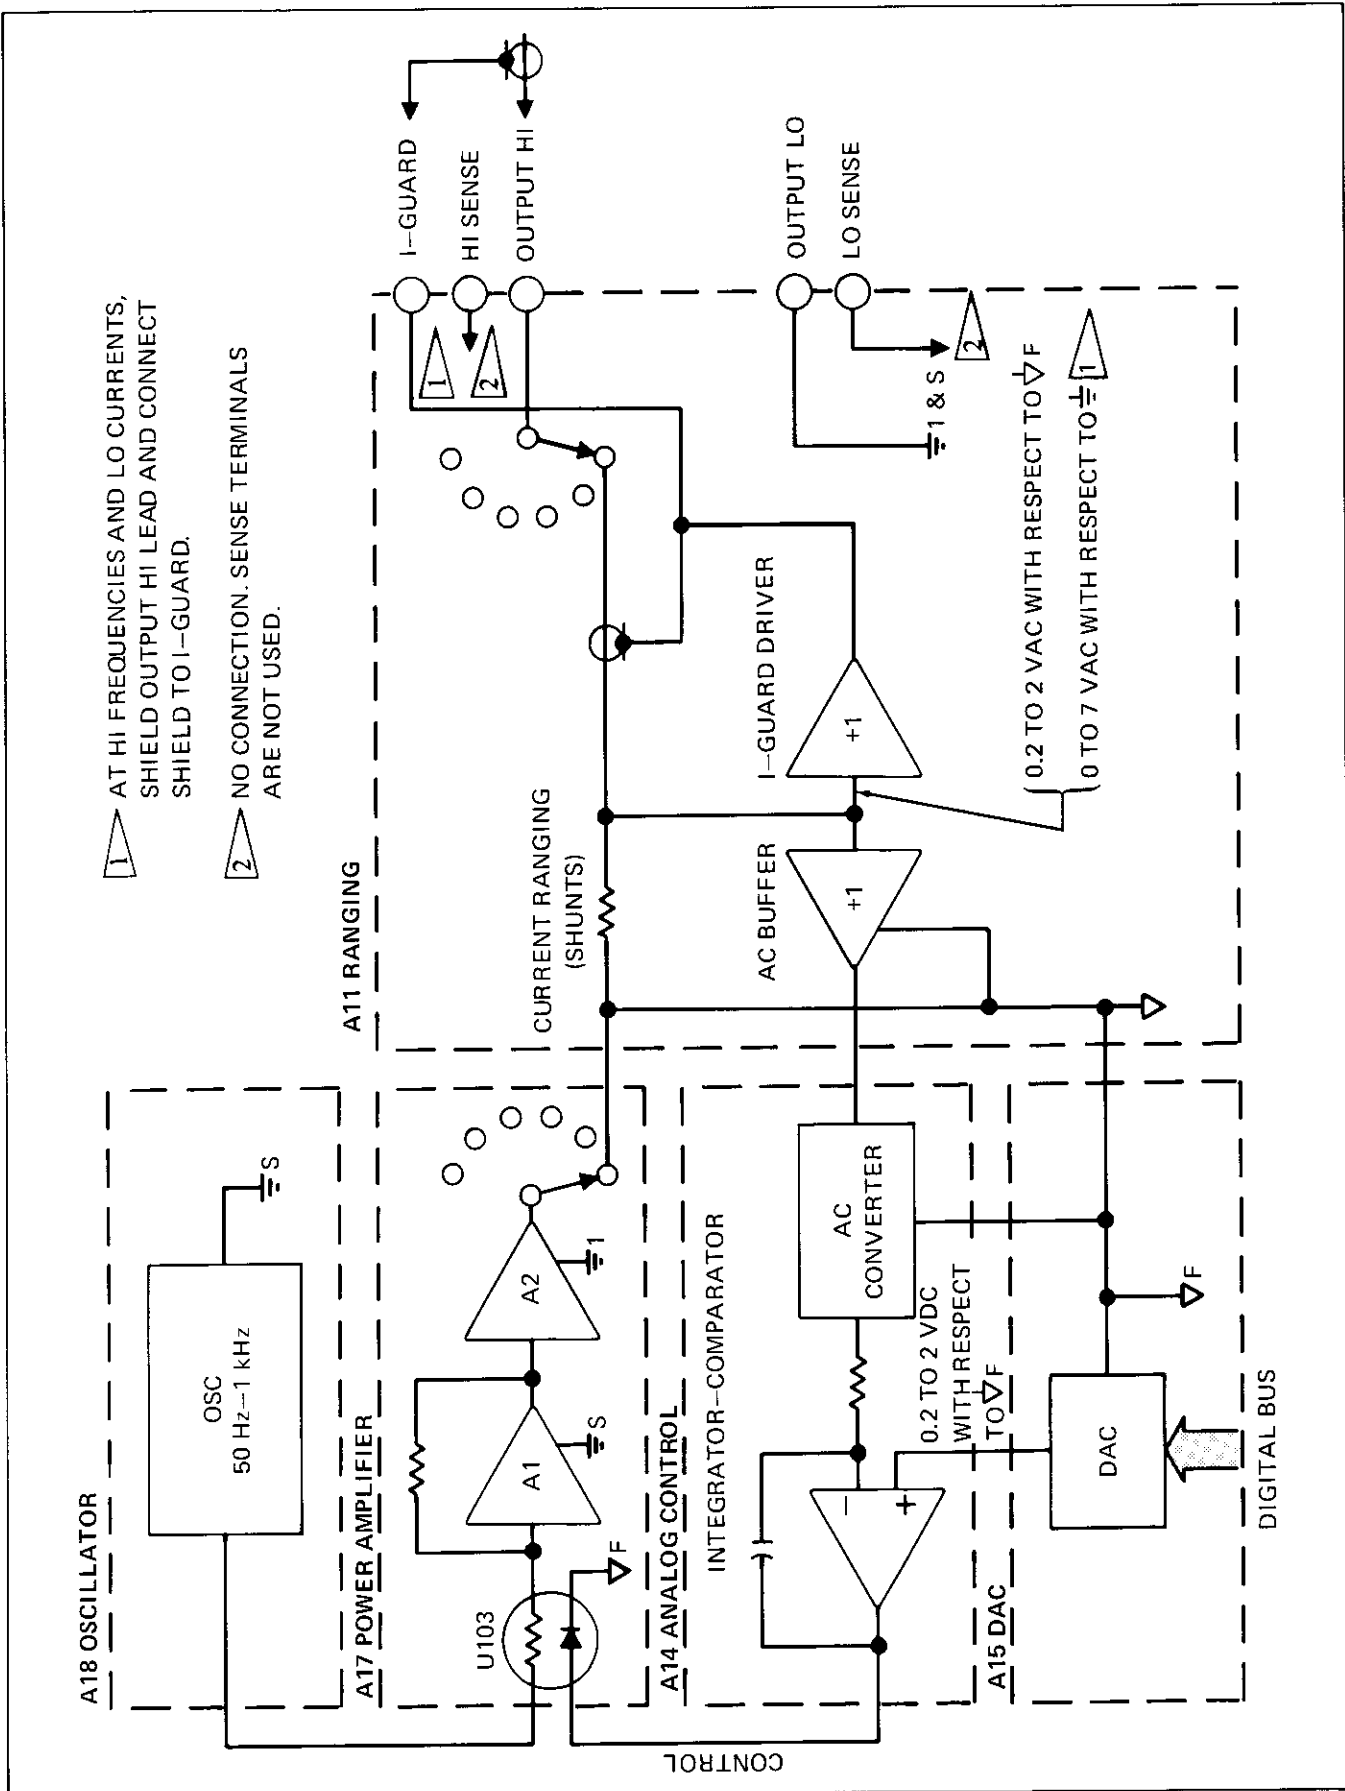 A18 OSCILLATOR
OSC
50 Hz–1 kHz
S
1 AT HI FREQUENCIES AND LO CURRENTS,
SHIELD OUTPUT HI LEAD AND CONNECT
SHIELD TO I–GUARD.
2 NO CONNECTION. SENSE TERMINALS
ARE NOT USED.
A17 POWER AMPLIFIER
U103
A1
S
A2
1
F
A11 RANGING
CURRENT RANGING
(SHUNTS)
1
2
I–GUARD
HI SENSE
OUTPUT HI
A14 ANALOG CONTROL
INTEGRATOR–COMPARATOR
CONTROL
–
+
AC
CONVERTER
0.2 TO 2 VDC
WITH RESPECT
TO F
AC BUFFER
+1
I–GUARD DRIVER
+1
OUTPUT LO
LO SENSE
1 & S
2
0.2 TO 2 VAC WITH RESPECT TO F
0 TO 7 VAC WITH RESPECT TO 1
A15 DAC
DAC
F
DIGITAL BUS